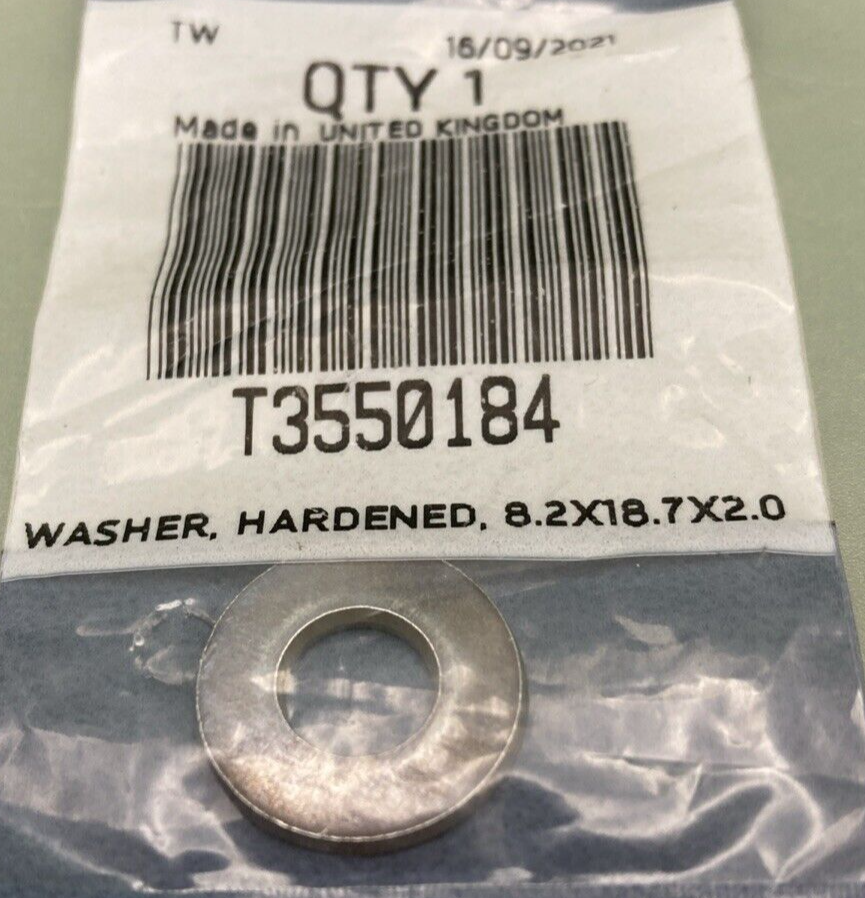 TW
16/09/2021
QTY 1
Made in UNITED KINGDOM
T3550184
WASHER, HARDENED, 8.2X18.7X2.0